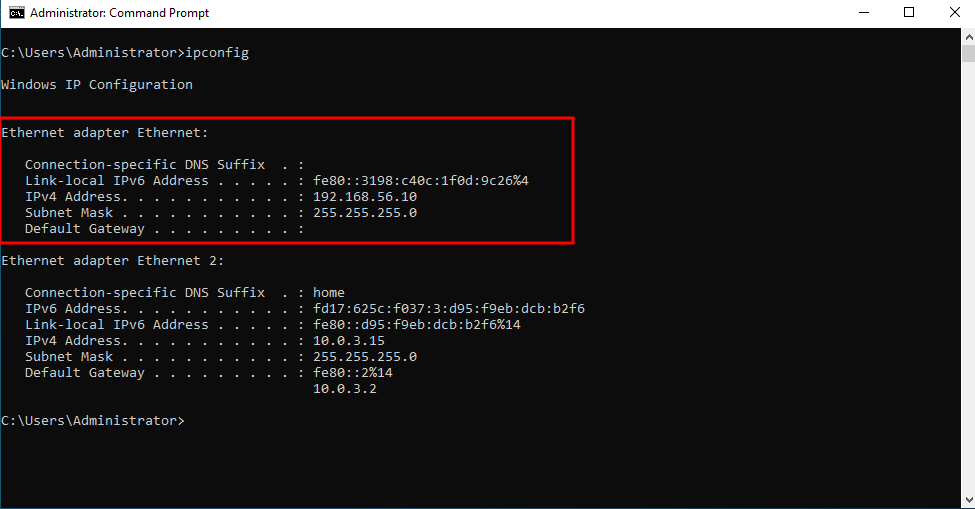 Administrator: Command Prompt
C:\Users\Administrator>ipconfig
Windows IP Configuration
Ethernet adapter Ethernet:
Connection-specific DNS Suffix  . :
Link-local IPv6 Address . . . . . : fe80::3198:c40c:1f0d:9c26%4
IPv4 Address. . . . . . . . . . . : 192.168.56.10
Subnet Mask . . . . . . . . . . . : 255.255.255.0
Default Gateway . . . . . . . . . :
Ethernet adapter Ethernet 2:
Connection-specific DNS Suffix  . : home
IPv6 Address. . . . . . . . . . . : fd17:625c:f037:3:d95:f9eb:dcb:b2f6
Link-local IPv6 Address . . . . . : fe80::d95:f9eb:dcb:b2f6%14
IPv4 Address. . . . . . . . . . . : 10.0.3.15
Subnet Mask . . . . . . . . . . . : 255.255.255.0
Default Gateway . . . . . . . . . : fe80::2%14
10.0.3.2
C:\Users\Administrator>